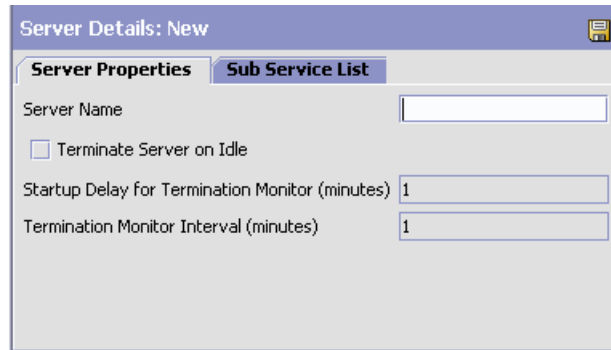 Server Details: New
Server Properties Sub Service List
Server Name
Terminate Server on Idle
Startup Delay for Termination Monitor (minutes) 1
Termination Monitor Interval (minutes) 1